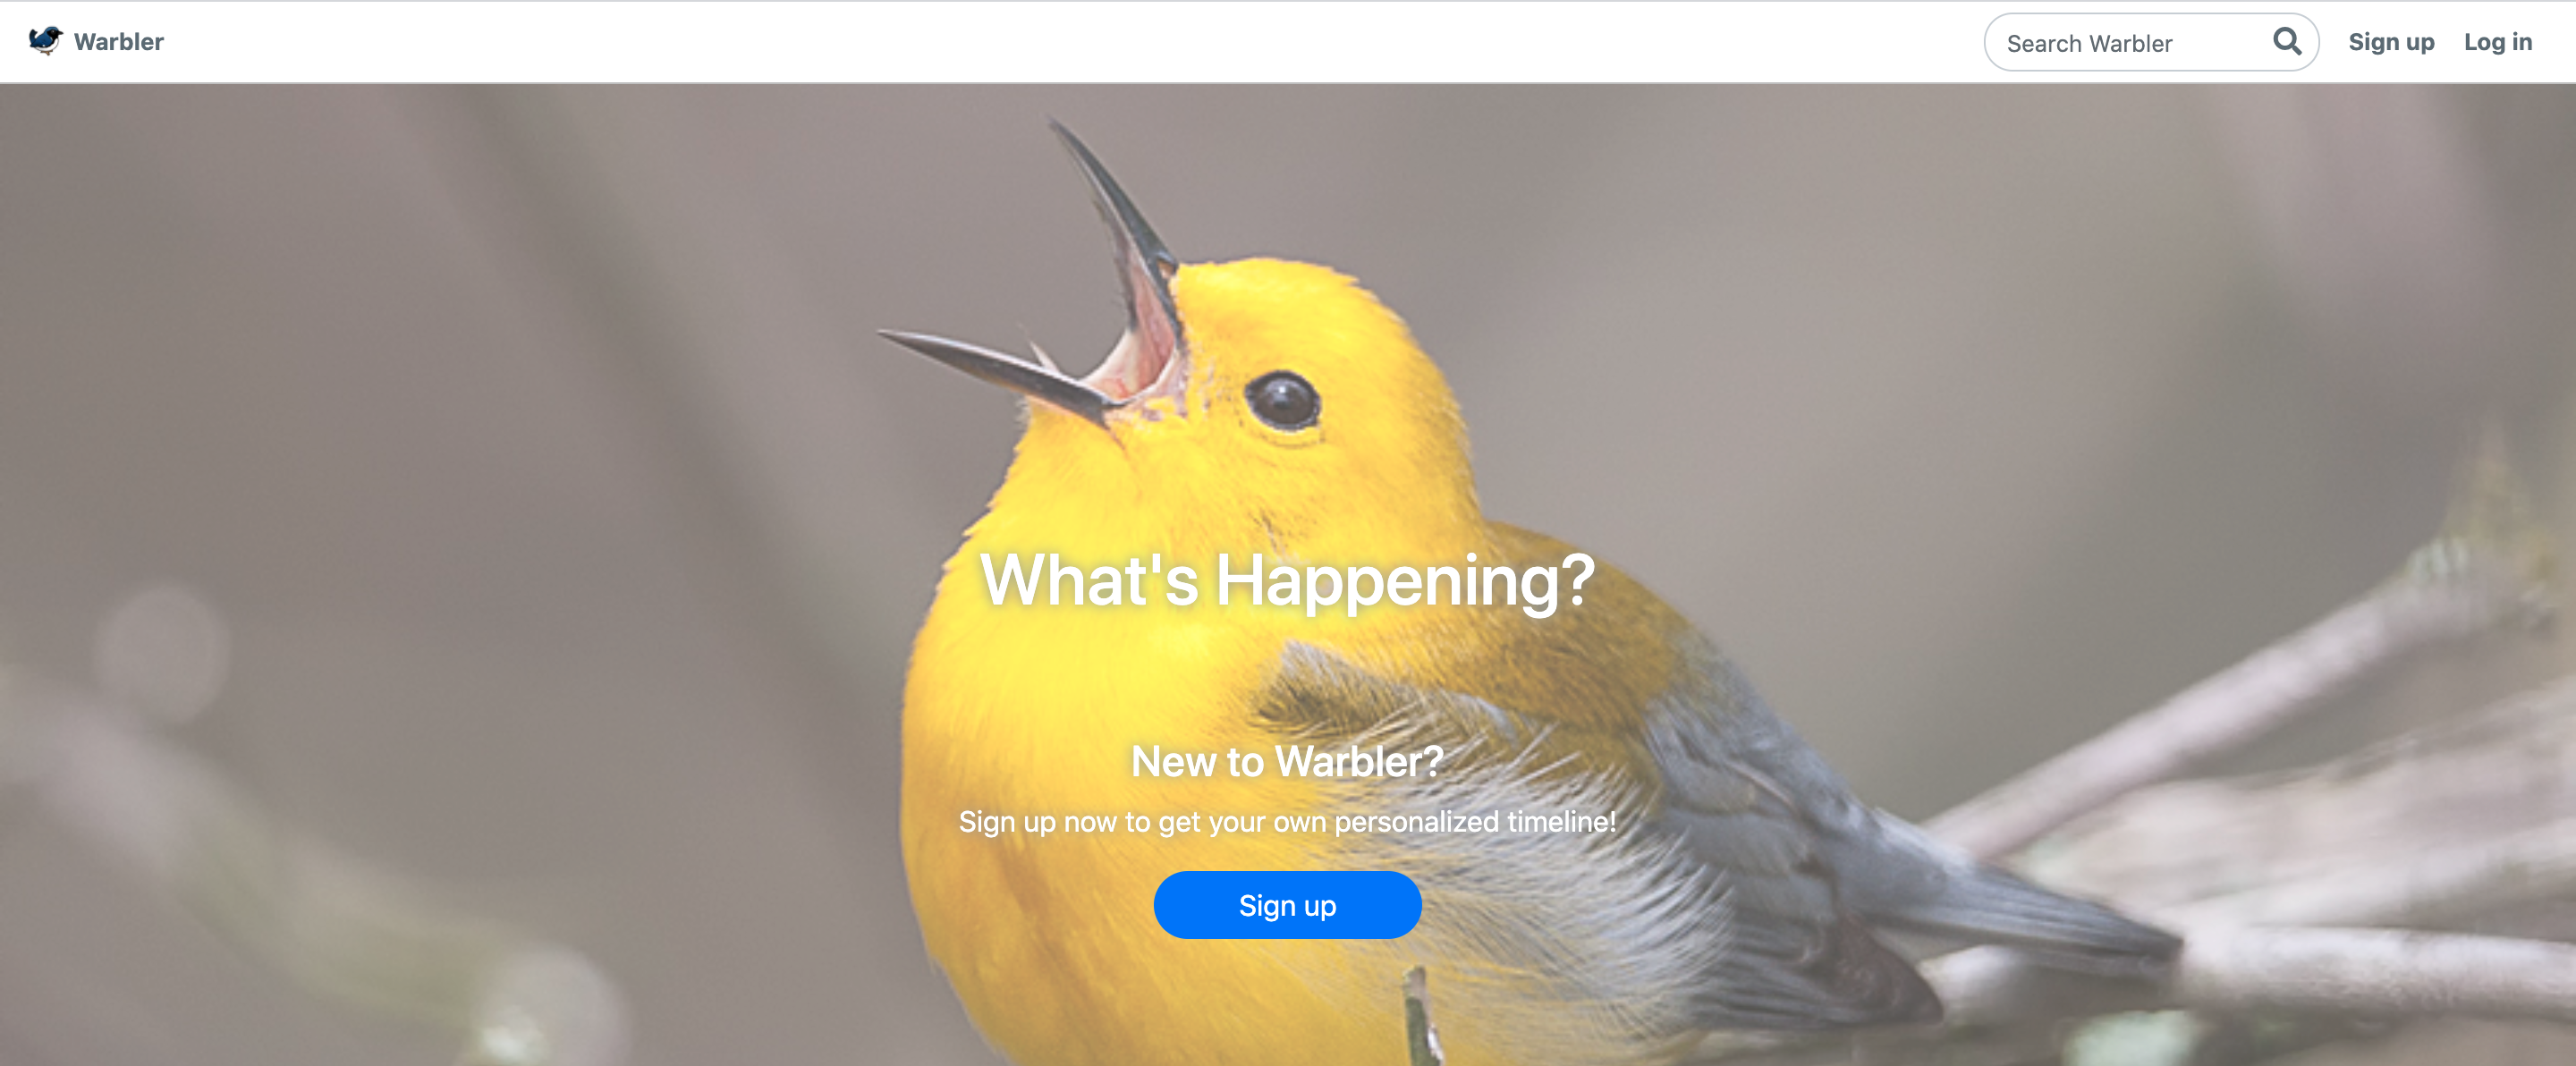 Warbler
Search Warbler
Sign up
Log in
What's Happening?
New to Warbler?
Sign up now to get your own personalized timeline!
Sign up